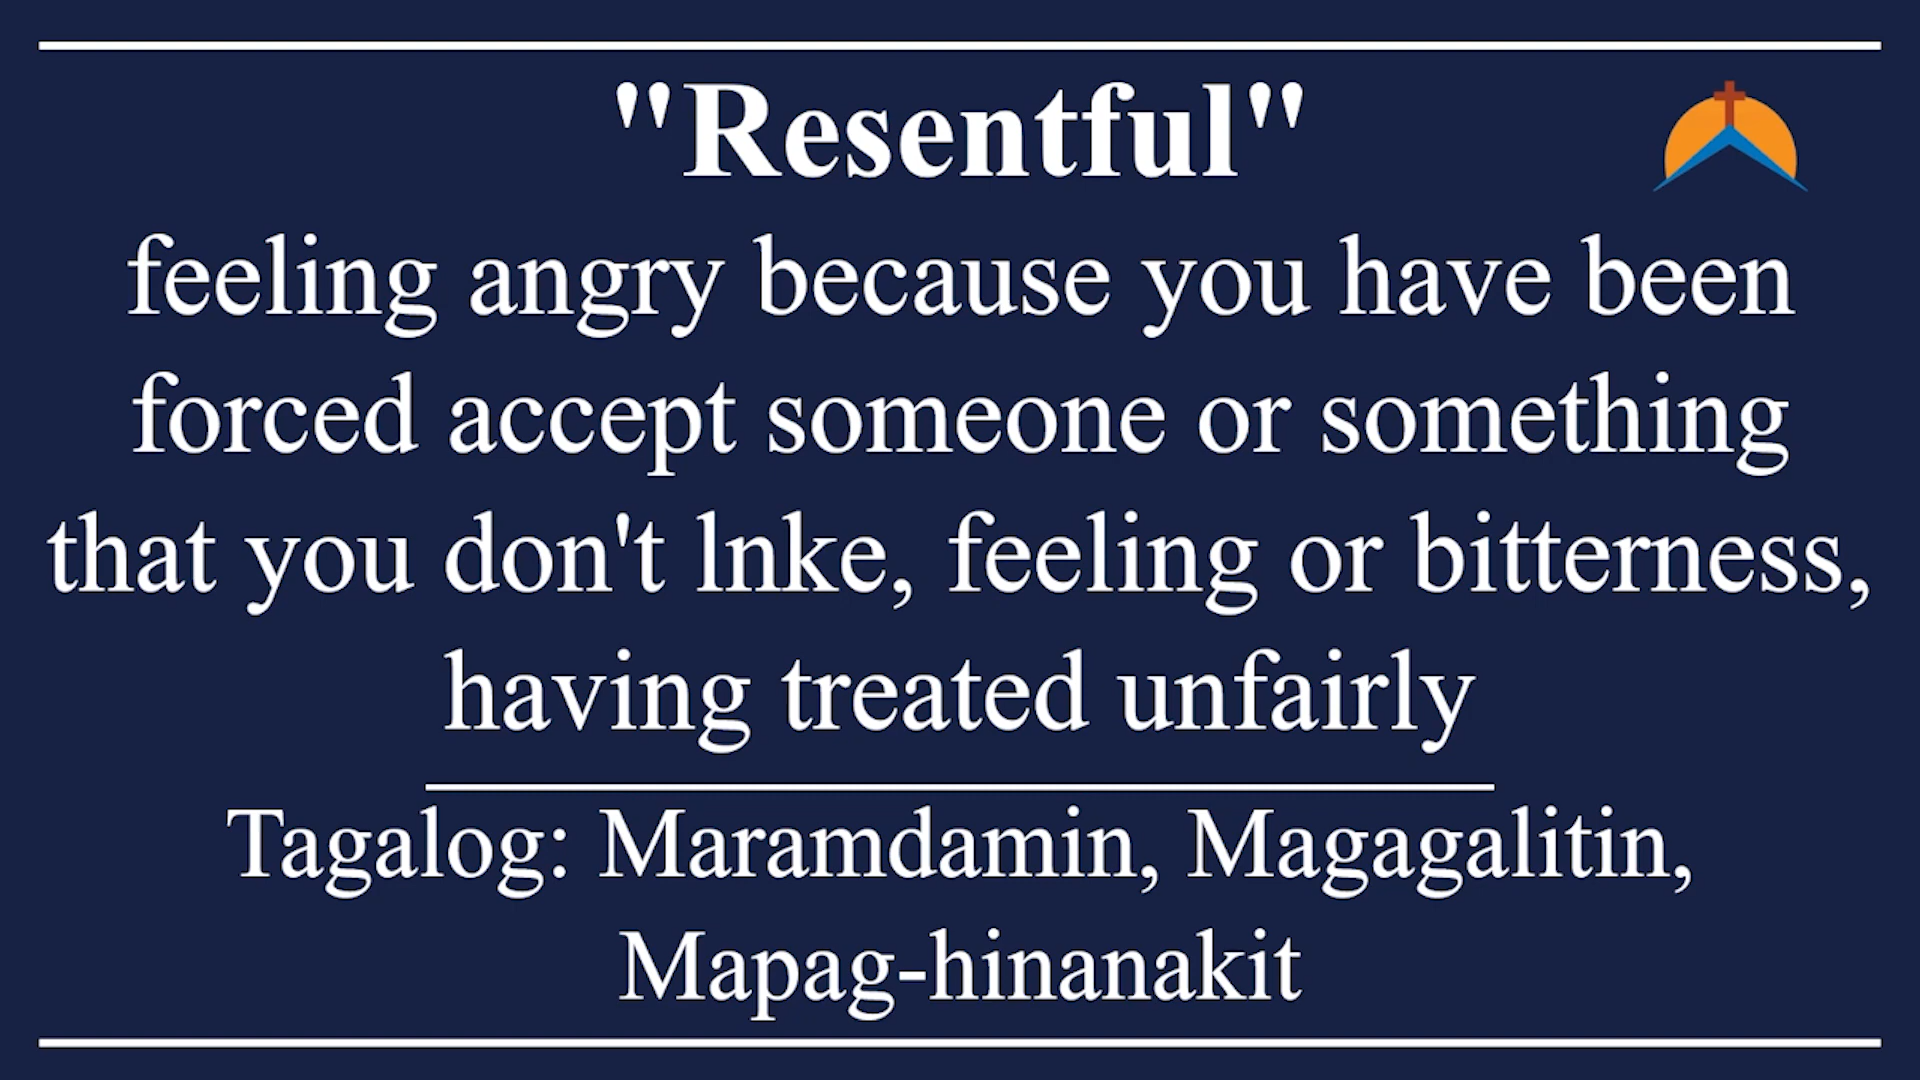 "Resentful"
feeling angry because you have been
forced accept someone or something
that you don't lnke, feeling or bitterness,
having treated unfairly
Tagalog: Maramdamin, Magagalitin,
Mapag-hinanakit